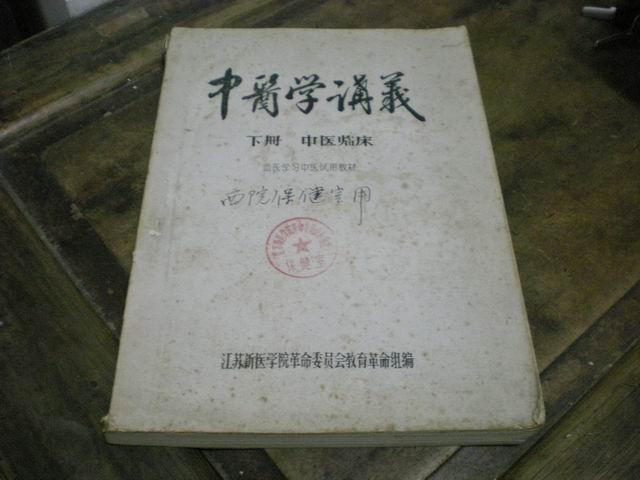 中醫学講義
下册 中医临床
西医学习中医试用教材
西院保健室用
保健室
江苏新医学院革命委员会教育革命组编